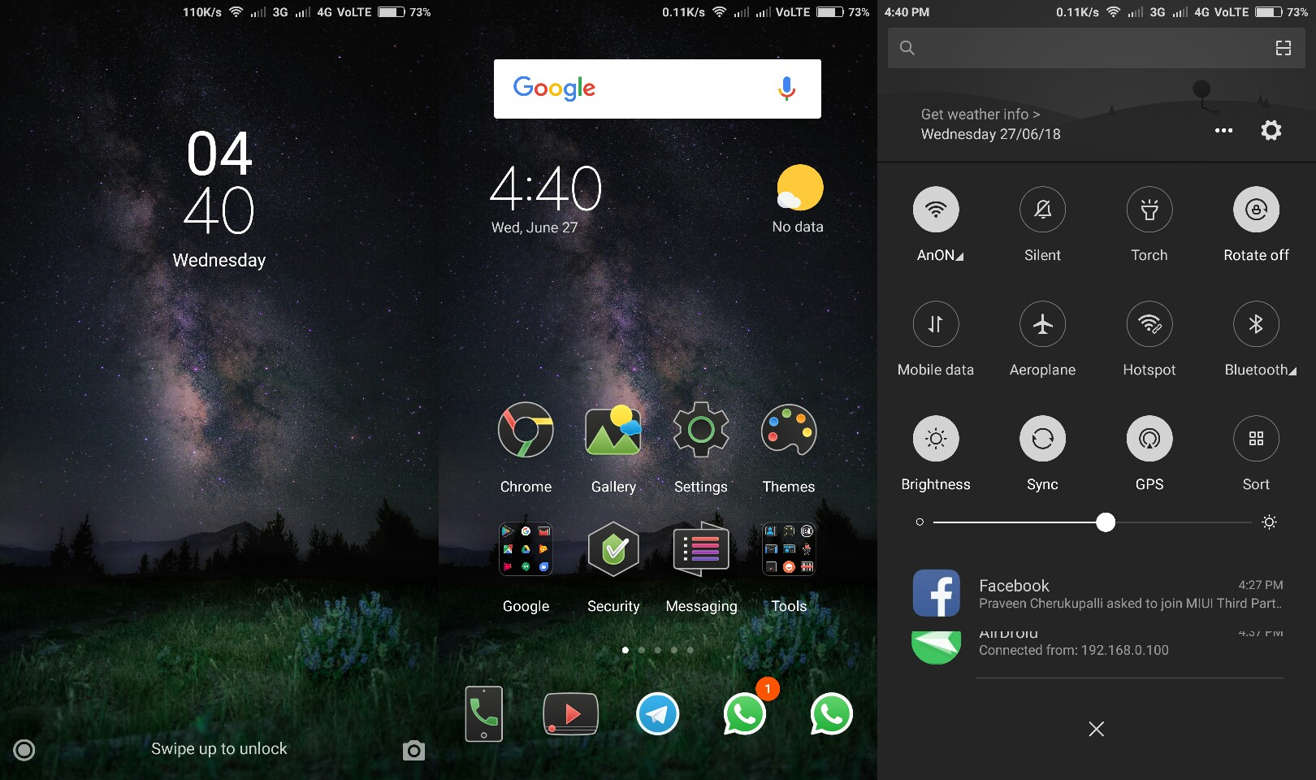 110K/s 3G 4G VoLTE 73%
04
40
Wednesday
Swipe up to unlock
0.11K/s VoLTE 73%
Google
4:40
Wed, June 27
No data
Chrome Gallery Settings Themes
Google Security Messaging Tools
1
4:40 PM 0.11K/s 3G 4G VoLTE 73%
Get weather info >
Wednesday 27/06/18
AnON Silent Torch Rotate off
Mobile data Aeroplane Hotspot Bluetooth
Brightness Sync GPS Sort
Facebook 4:27 PM
Praveen Cherukupalli asked to join MIUI Third Part..
AirDroid 4:37 PM
Connected from: 192.168.0.100